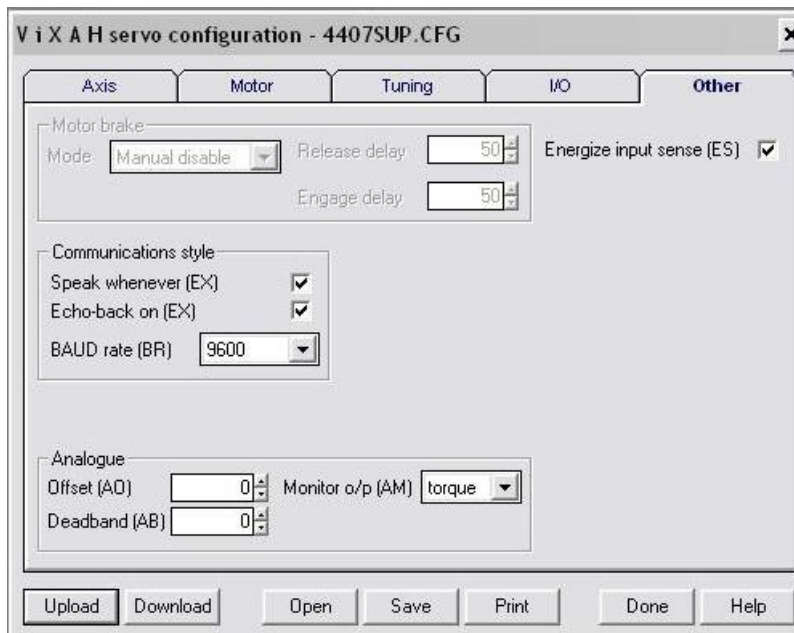 ViXAH servo configuration - 4407SUP.CFG
Axis
Motor
Tuning
I/O
Other
Motor brake
Mode
Manual disable
Release delay
50
Engage delay
50
Energize input sense (ES)
Communications style
Speak whenever (EX)
Echo-back on (EX)
BAUD rate (BR)
9600
Analogue
Offset (AO)
0
Monitor o/p (AM)
torque
Deadband (AB)
0
Upload
Download
Open
Save
Print
Done
Help